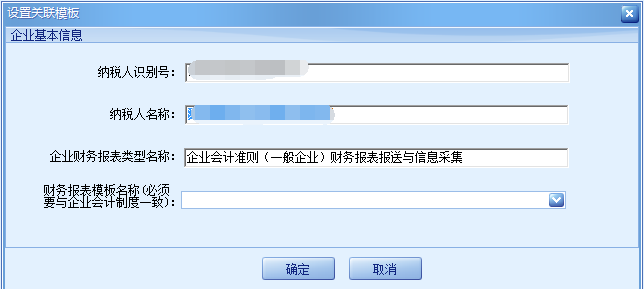 设置关联模板
企业基本信息
纳税人识别号：
纳税人名称：
企业财务报表类型名称：
企业会计准则（一般企业）财务报表报送与信息采集
财务报表模板名称(必须
要与企业会计制度一致)：
确定
取消